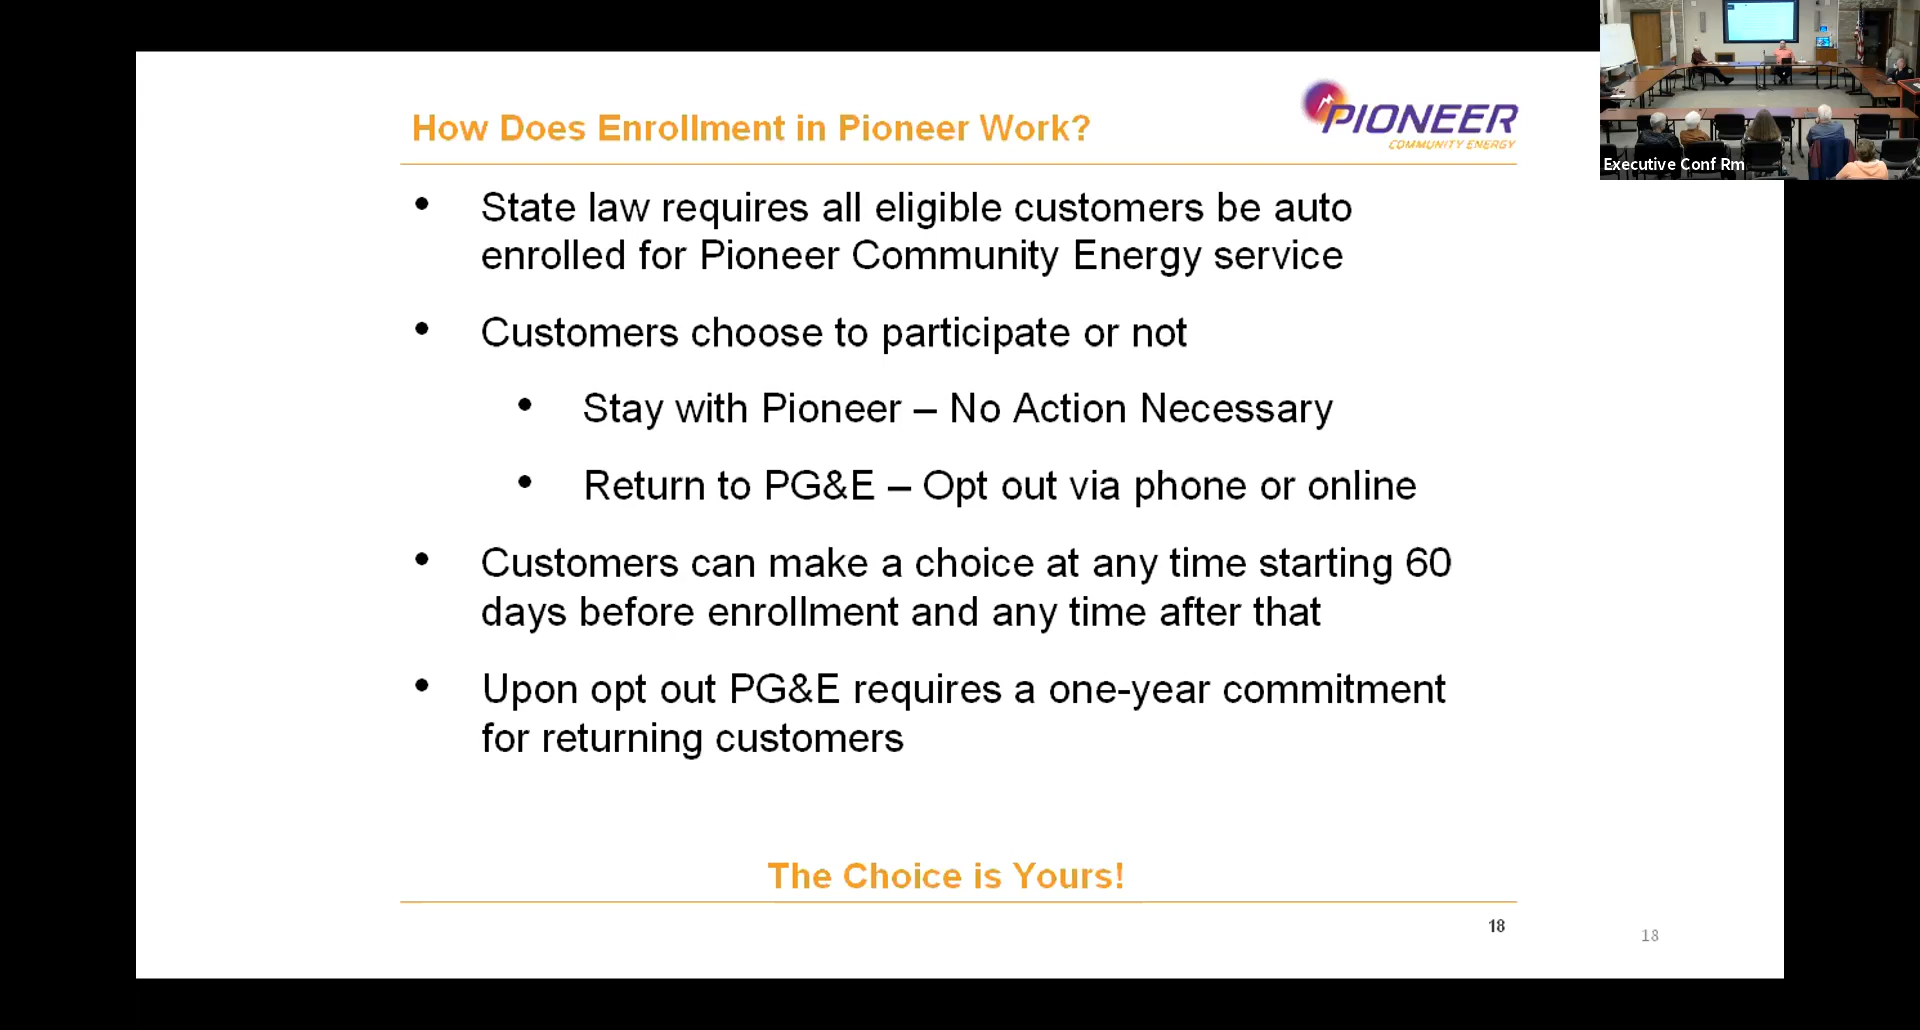 How Does Enrollment in Pioneer Work?
PIONEER
COMMUNITY ENERGY
Executive Conf Rm
• State law requires all eligible customers be auto
enrolled for Pioneer Community Energy service
• Customers choose to participate or not
• Stay with Pioneer – No Action Necessary
• Return to PG&E – Opt out via phone or online
• Customers can make a choice at any time starting 60
days before enrollment and any time after that
• Upon opt out PG&E requires a one-year commitment
for returning customers
The Choice is Yours!
18
18